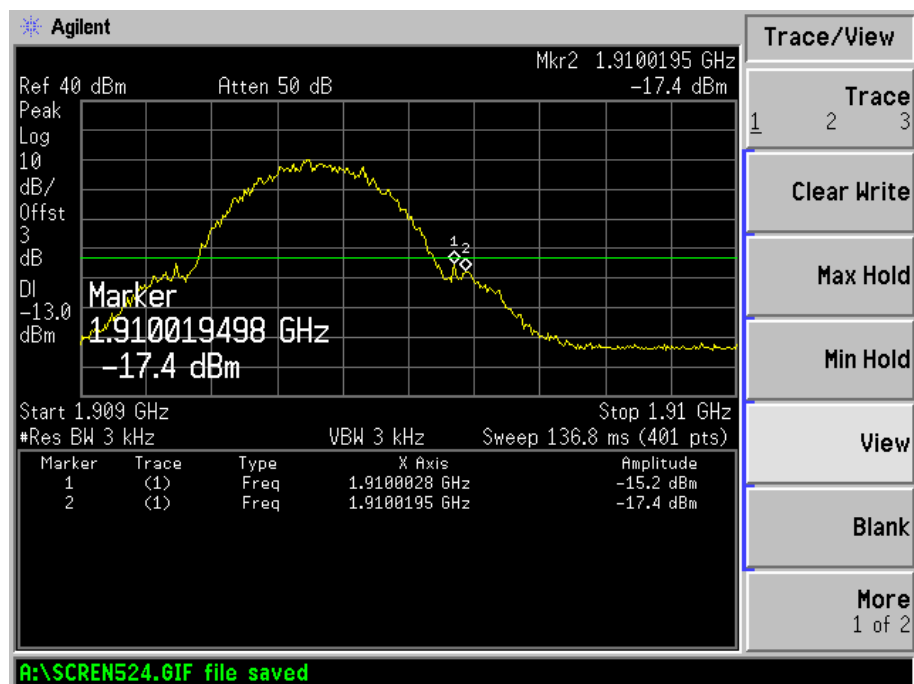 Agilent
Trace/View
Mkr2 1.9100195 GHz
Ref 40 dBm Atten 50 dB -17.4 dBm
Peak
Log
10
dB/
Offst
3
dB
DI
-13.0
dBm
1
2
Marker
1.910019498 GHz
-17.4 dBm
Start 1.909 GHz Stop 1.91 GHz
#Res BW 3 kHz VBW 3 kHz Sweep 136.8 ms (401 pts)
Marker Trace Type X Axis Amplitude
1 (1) Freq 1.9100028 GHz -15.2 dBm
2 (1) Freq 1.9100195 GHz -17.4 dBm
Trace
1 2 3
Clear Write
Max Hold
Min Hold
View
Blank
More
1 of 2
A:\SCREN524.GIF file saved